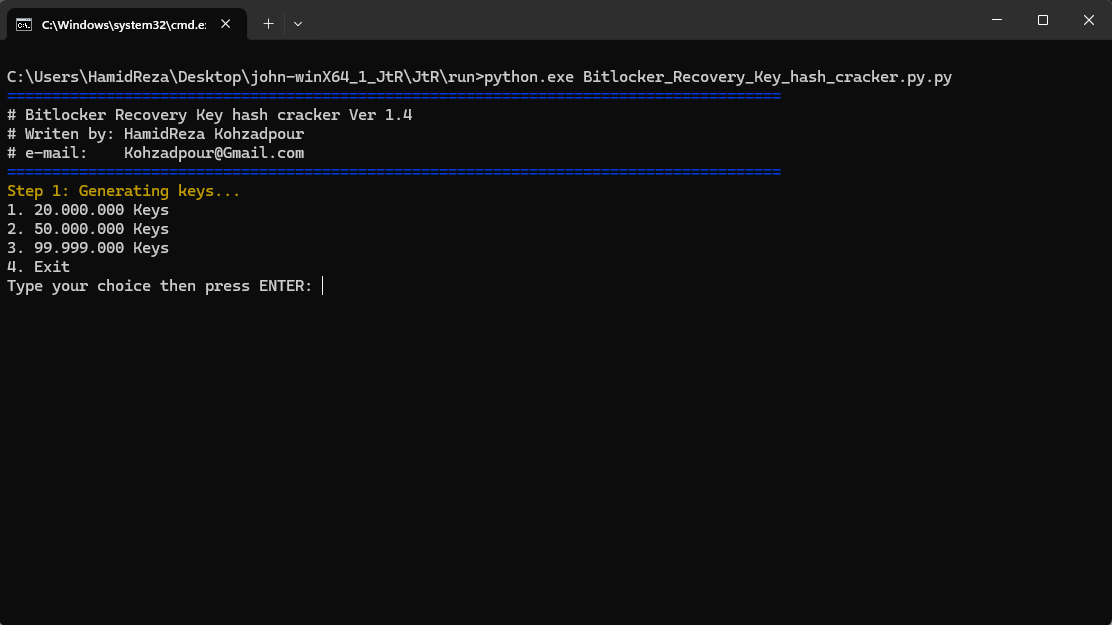 C:\Windows\system32\cmd.e:
C:\Users\HamidReza\Desktop\john-winX64_1_JtR\JtR\run>python.exe Bitlocker_Recovery_Key_hash_cracker.py.py
======================================================================================
# Bitlocker Recovery Key hash cracker Ver 1.4
# Writen by: HamidReza Kohzadpour
# e-mail:    Kohzadpour@Gmail.com
======================================================================================
Step 1: Generating keys...
1. 20.000.000 Keys
2. 50.000.000 Keys
3. 99.999.000 Keys
4. Exit
Type your choice then press ENTER: